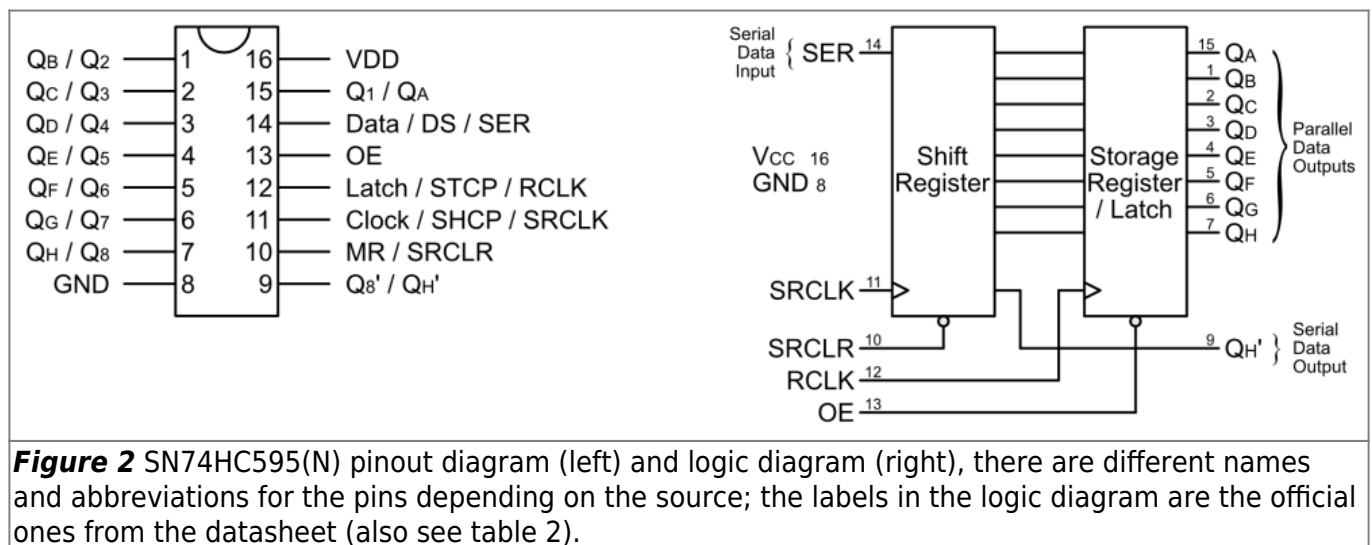 QB / Q2
QC / Q3
QD / Q4
QE / Q5
QF / Q6
QG / Q7
QH / Q8
GND
1 16
2 15
3 14
4 13
5 12
6 11
7 10
8 9
VDD
Q1 / QA
Data / DS / SER
OE
Latch / STCP / RCLK
Clock / SHCP / SRCLK
MR / SRCLR
Q8' / QH'
Serial
Data
Input
{ SER 14
VCC 16
GND 8
SRCLK 11
SRCLR 10
RCLK 12
OE 13
Shift
Register
Storage
Register
/ Latch
15 QA
1 QB
2 QC
3 QD
4 QE
5 QF
6 QG
7 QH
Parallel
Data
Outputs
9 QH' }
Serial
Data
Output
Figure 2 SN74HC595(N) pinout diagram (left) and logic diagram (right), there are different names
and abbreviations for the pins depending on the source; the labels in the logic diagram are the official
ones from the datasheet (also see table 2).